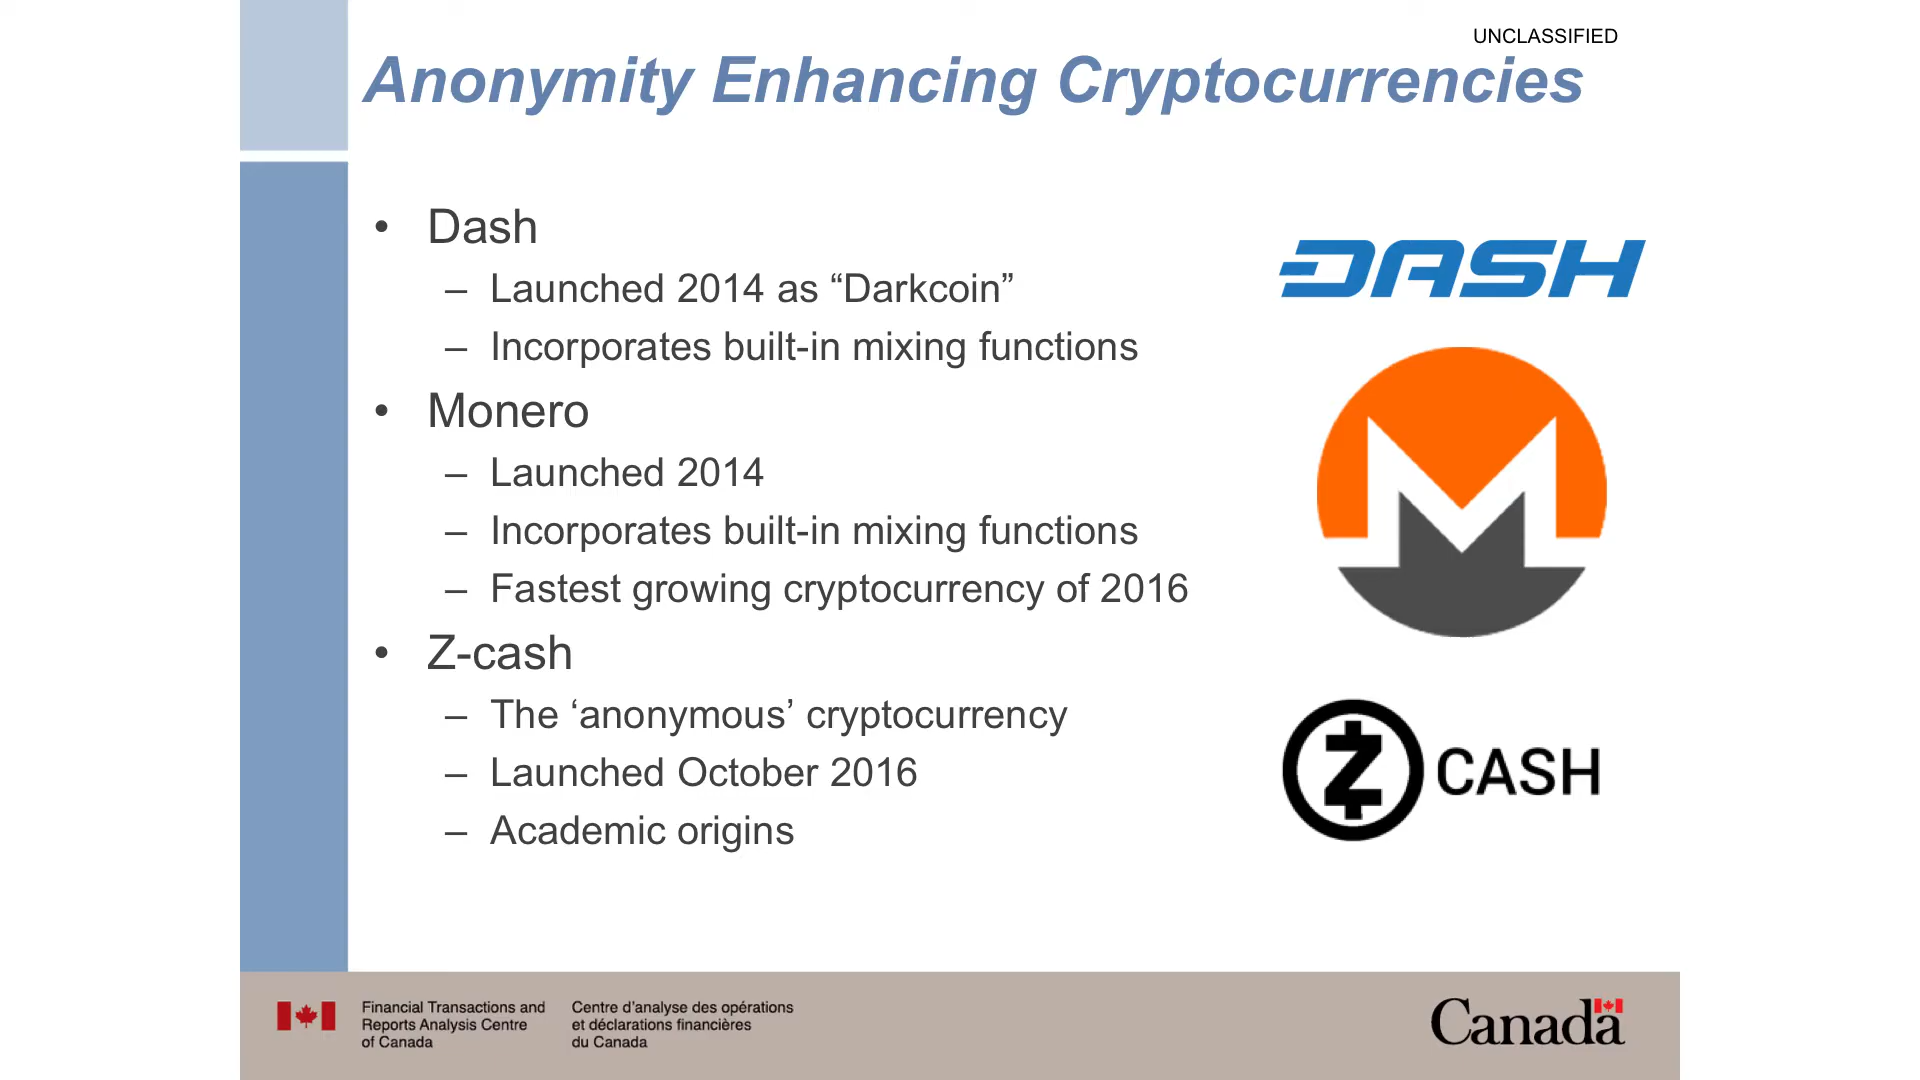 UNCLASSIFIED
Anonymity Enhancing Cryptocurrencies
• Dash
– Launched 2014 as “Darkcoin”
– Incorporates built-in mixing functions
• Monero
– Launched 2014
– Incorporates built-in mixing functions
– Fastest growing cryptocurrency of 2016
• Z-cash
– The ‘anonymous’ cryptocurrency
– Launched October 2016
– Academic origins
DASH
M
Z CASH
Financial Transactions and
Reports Analysis Centre
of Canada
Centre d’analyse des opérations
et déclarations financières
du Canada
Canada